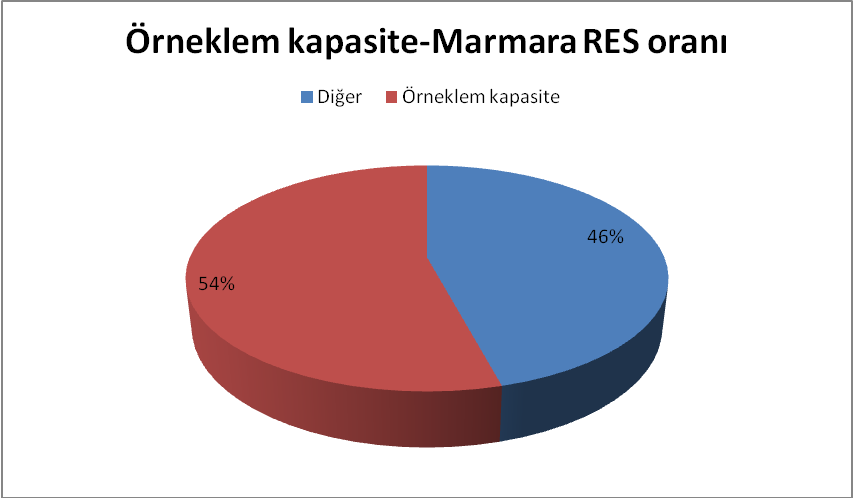 Örneklem kapasite-Marmara RES oranı
Diğer Örneklem kapasite
46%
54%